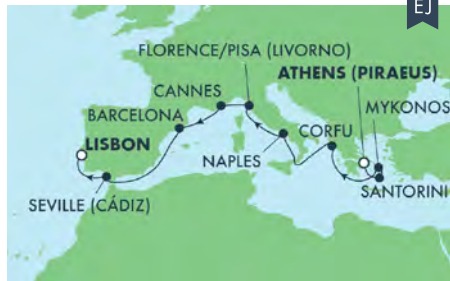 EJ
FLORENCE/PISA (LIVORNO)
ATHENS (PIRAEUS)
CANNES
MYKONOS
BARCELONA
CORFU
LISBON
NAPLES
SANTORINI
SEVILLE (CÁDIZ)